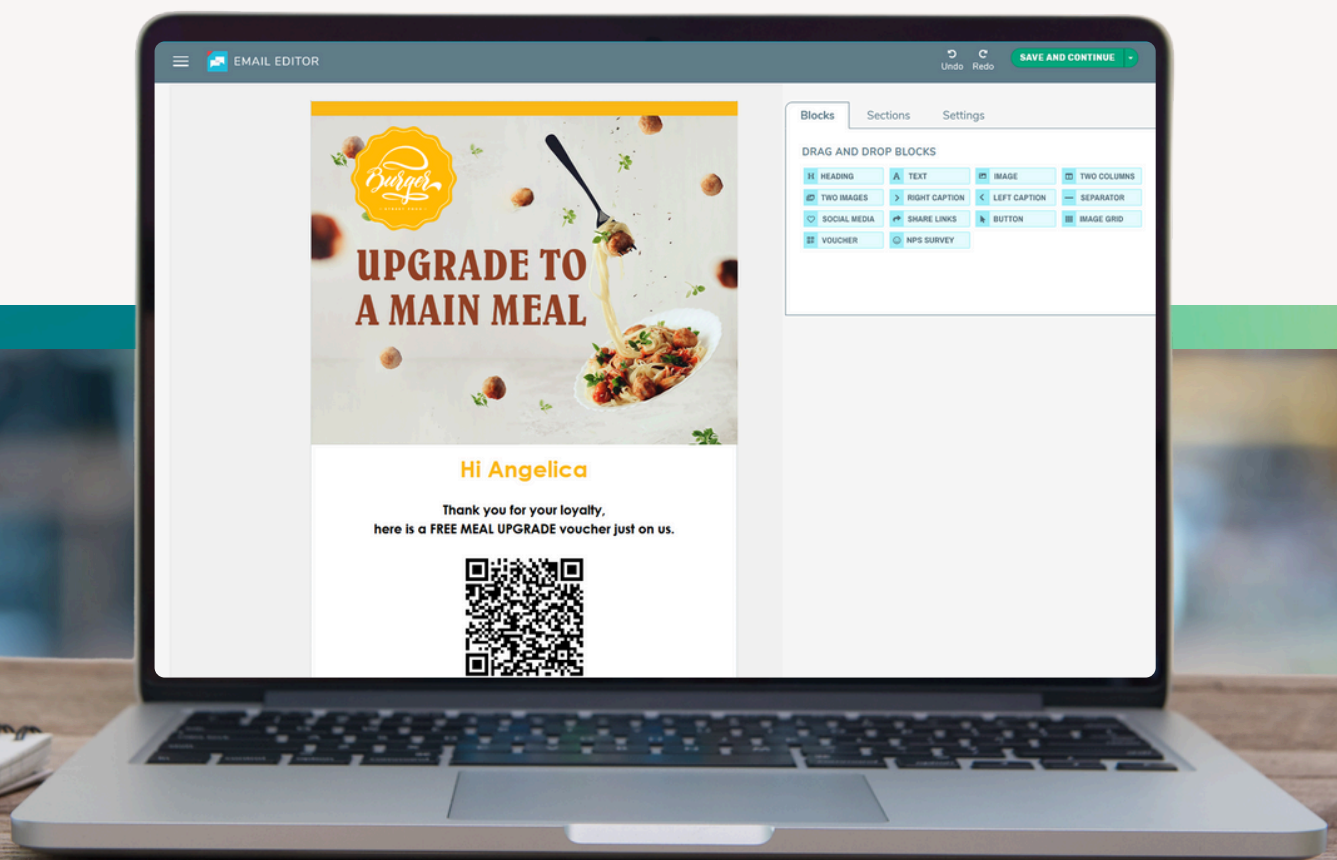 EMAIL EDITOR
Undo Redo
SAVE AND CONTINUE
Burger
UPGRADE TO
A MAIN MEAL
Hi Angelica
Thank you for your loyalty,
here is a FREE MEAL UPGRADE voucher just on us.
Blocks Sections Settings
DRAG AND DROP BLOCKS
H HEADING A TEXT IMAGE TWO COLUMNS
TWO IMAGES RIGHT CAPTION LEFT CAPTION SEPARATOR
SOCIAL MEDIA SHARE LINKS BUTTON IMAGE GRID
VOUCHER NPS SURVEY